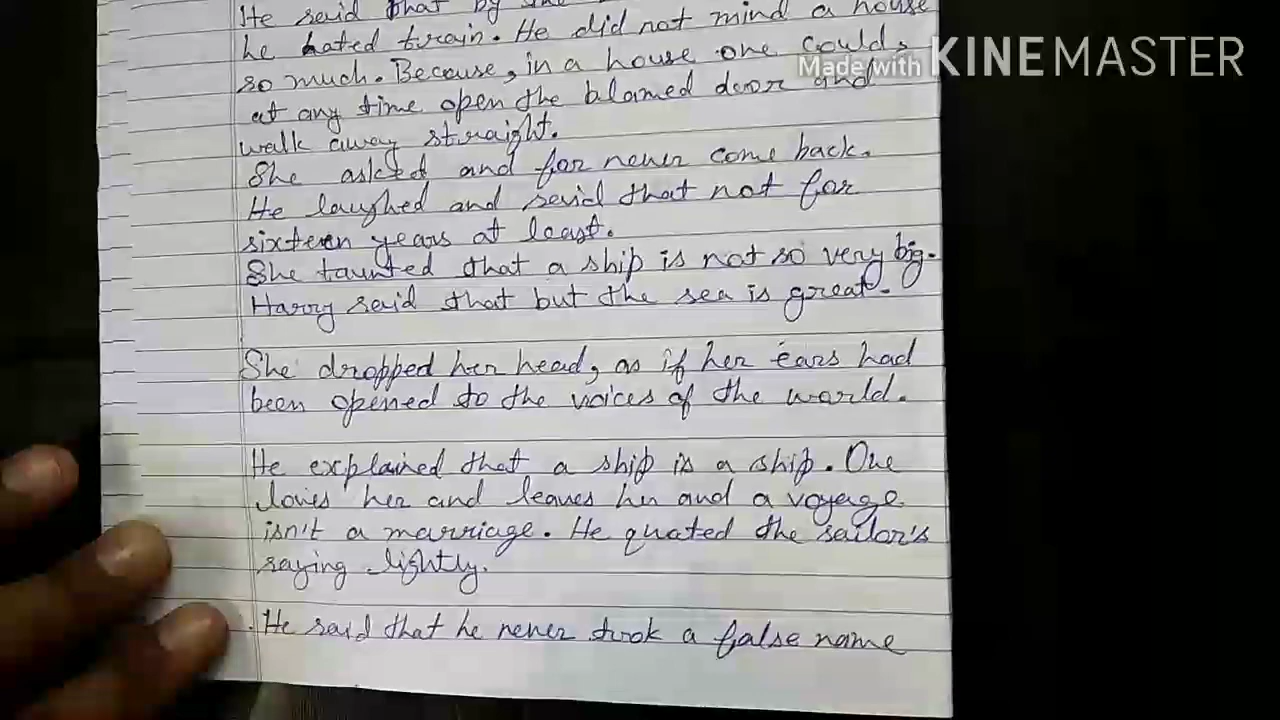 He said that by
he hated train. He did not mind a house
so much. Because, in a house one could,
at any time open the blamed door and
walk away straight.
She asked and for never come back.
He laughed and said that not for
sixteen years at least.
She taunted that a ship is not so very big.
Harry said that but the sea is great.
She dropped her head, as if her ears had
been opened to the voices of the world.
He explained that a ship is a ship. One
loves her and leaves her and a voyage
isn't a marriage. He quated the sailor's
saying lightly.
He said that he never took a false name
Made with KINEMASTER